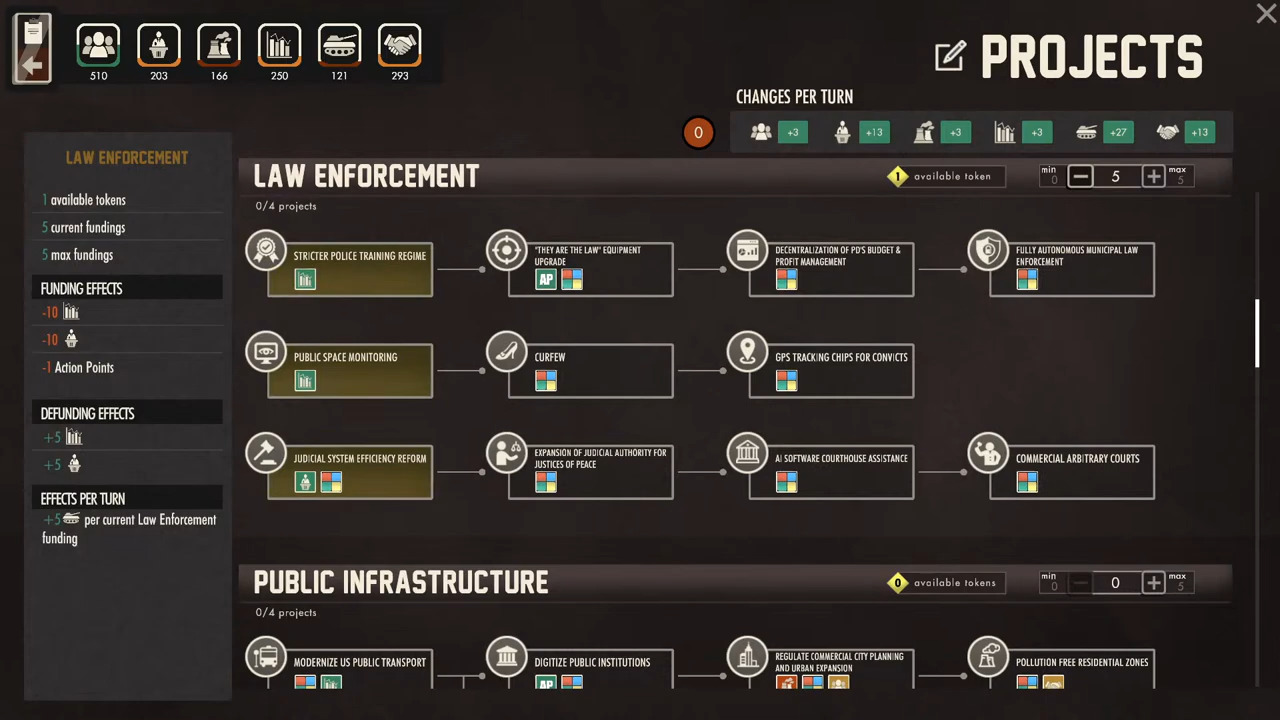 510
203
166
250
121
293
PROJECTS
CHANGES PER TURN
0
+3
+13
+3
+3
+27
+13
LAW ENFORCEMENT
1 available tokens
5 current fundings
5 max fundings
FUNDING EFFECTS
-10
-10
-1 Action Points
DEFUNDING EFFECTS
+5
+5
EFFECTS PER TURN
+5 per current Law Enforcement
funding
LAW ENFORCEMENT
1 available token
min
0
5
max
5
0/4 projects
STRICTER POLICE TRAINING REGIME
"THEY ARE THE LAW" EQUIPMENT
UPGRADE
AP
DECENTRALIZATION OF PD'S BUDGET &
PROFIT MANAGEMENT
FULLY AUTONOMOUS MUNICIPAL LAW
ENFORCEMENT
PUBLIC SPACE MONITORING
CURFEW
GPS TRACKING CHIPS FOR CONVICTS
JUDICIAL SYSTEM EFFICIENCY REFORM
EXPANSION OF JUDICIAL AUTHORITY FOR
JUSTICES OF PEACE
AI SOFTWARE COURTHOUSE ASSISTANCE
COMMERCIAL ARBITRARY COURTS
PUBLIC INFRASTRUCTURE
0 available tokens
min
0
0
max
5
0/4 projects
MODERNIZE US PUBLIC TRANSPORT
DIGITIZE PUBLIC INSTITUTIONS
AP
REGULATE COMMERCIAL CITY PLANNING
AND URBAN EXPANSION
POLLUTION FREE RESIDENTIAL ZONES